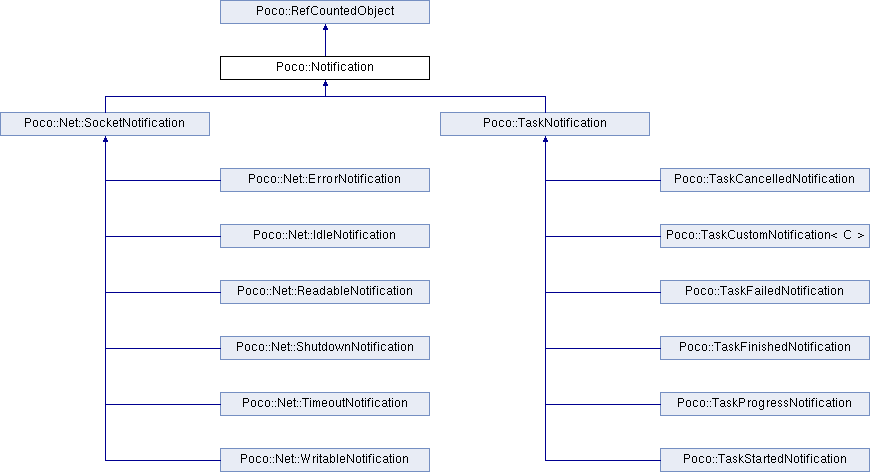 Poco::RefCountedObject
Poco::Notification
Poco::Net::SocketNotification
Poco::TaskNotification
Poco::Net::ErrorNotification
Poco::TaskCancelledNotification
Poco::Net::IdleNotification
Poco::TaskCustomNotification< C >
Poco::Net::ReadableNotification
Poco::TaskFailedNotification
Poco::Net::ShutdownNotification
Poco::TaskFinishedNotification
Poco::Net::TimeoutNotification
Poco::TaskProgressNotification
Poco::Net::WritableNotification
Poco::TaskStartedNotification